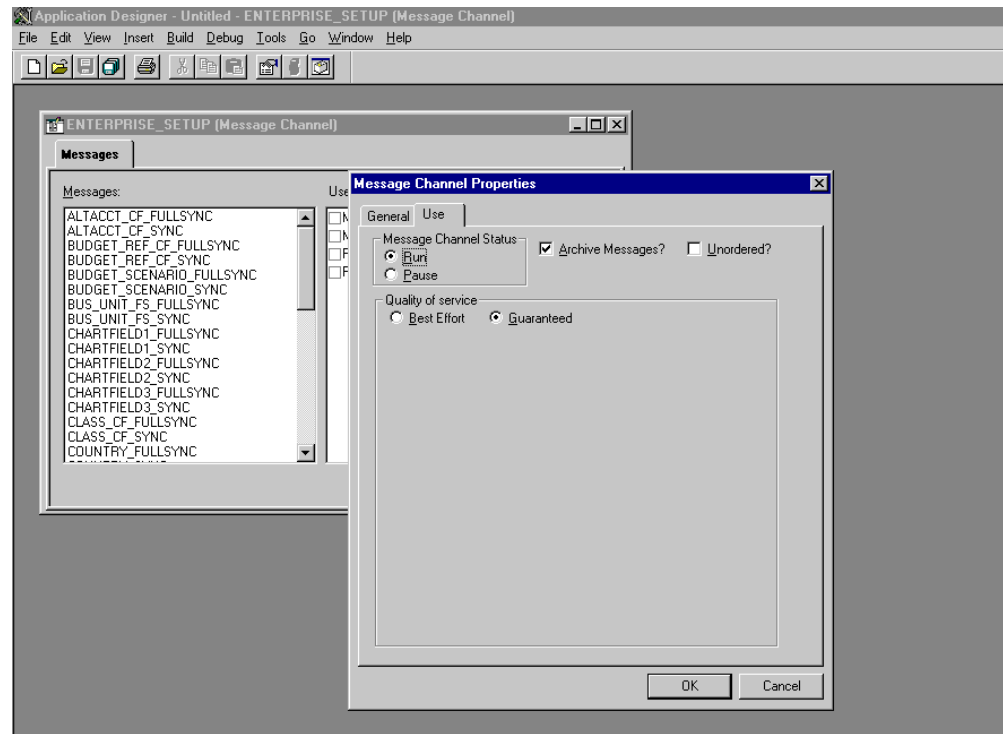 Application Designer - Untitled - ENTERPRISE_SETUP (Message Channel)
File Edit View Insert Build Debug Tools Go Window Help
ENTERPRISE_SETUP (Message Channel)
Messages
Messages:
ALTACCT_CF_FULLSYNC
ALTACCT_CF_SYNC
BUDGET_REF_CF_FULLSYNC
BUDGET_REF_CF_SYNC
BUDGET_SCENARIO_FULLSYNC
BUDGET_SCENARIO_SYNC
BUS_UNIT_FS_FULLSYNC
BUS_UNIT_FS_SYNC
CHARTFIELD1_FULLSYNC
CHARTFIELD1_SYNC
CHARTFIELD2_FULLSYNC
CHARTFIELD2_SYNC
CHARTFIELD3_FULLSYNC
CHARTFIELD3_SYNC
CLASS_CF_FULLSYNC
CLASS_CF_SYNC
COUNTRY_FULLSYNC
Message Channel Properties
General Use
Message Channel Status
Run
Pause
Archive Messages? Unordered?
Quality of service
Best Effort Guaranteed
OK Cancel